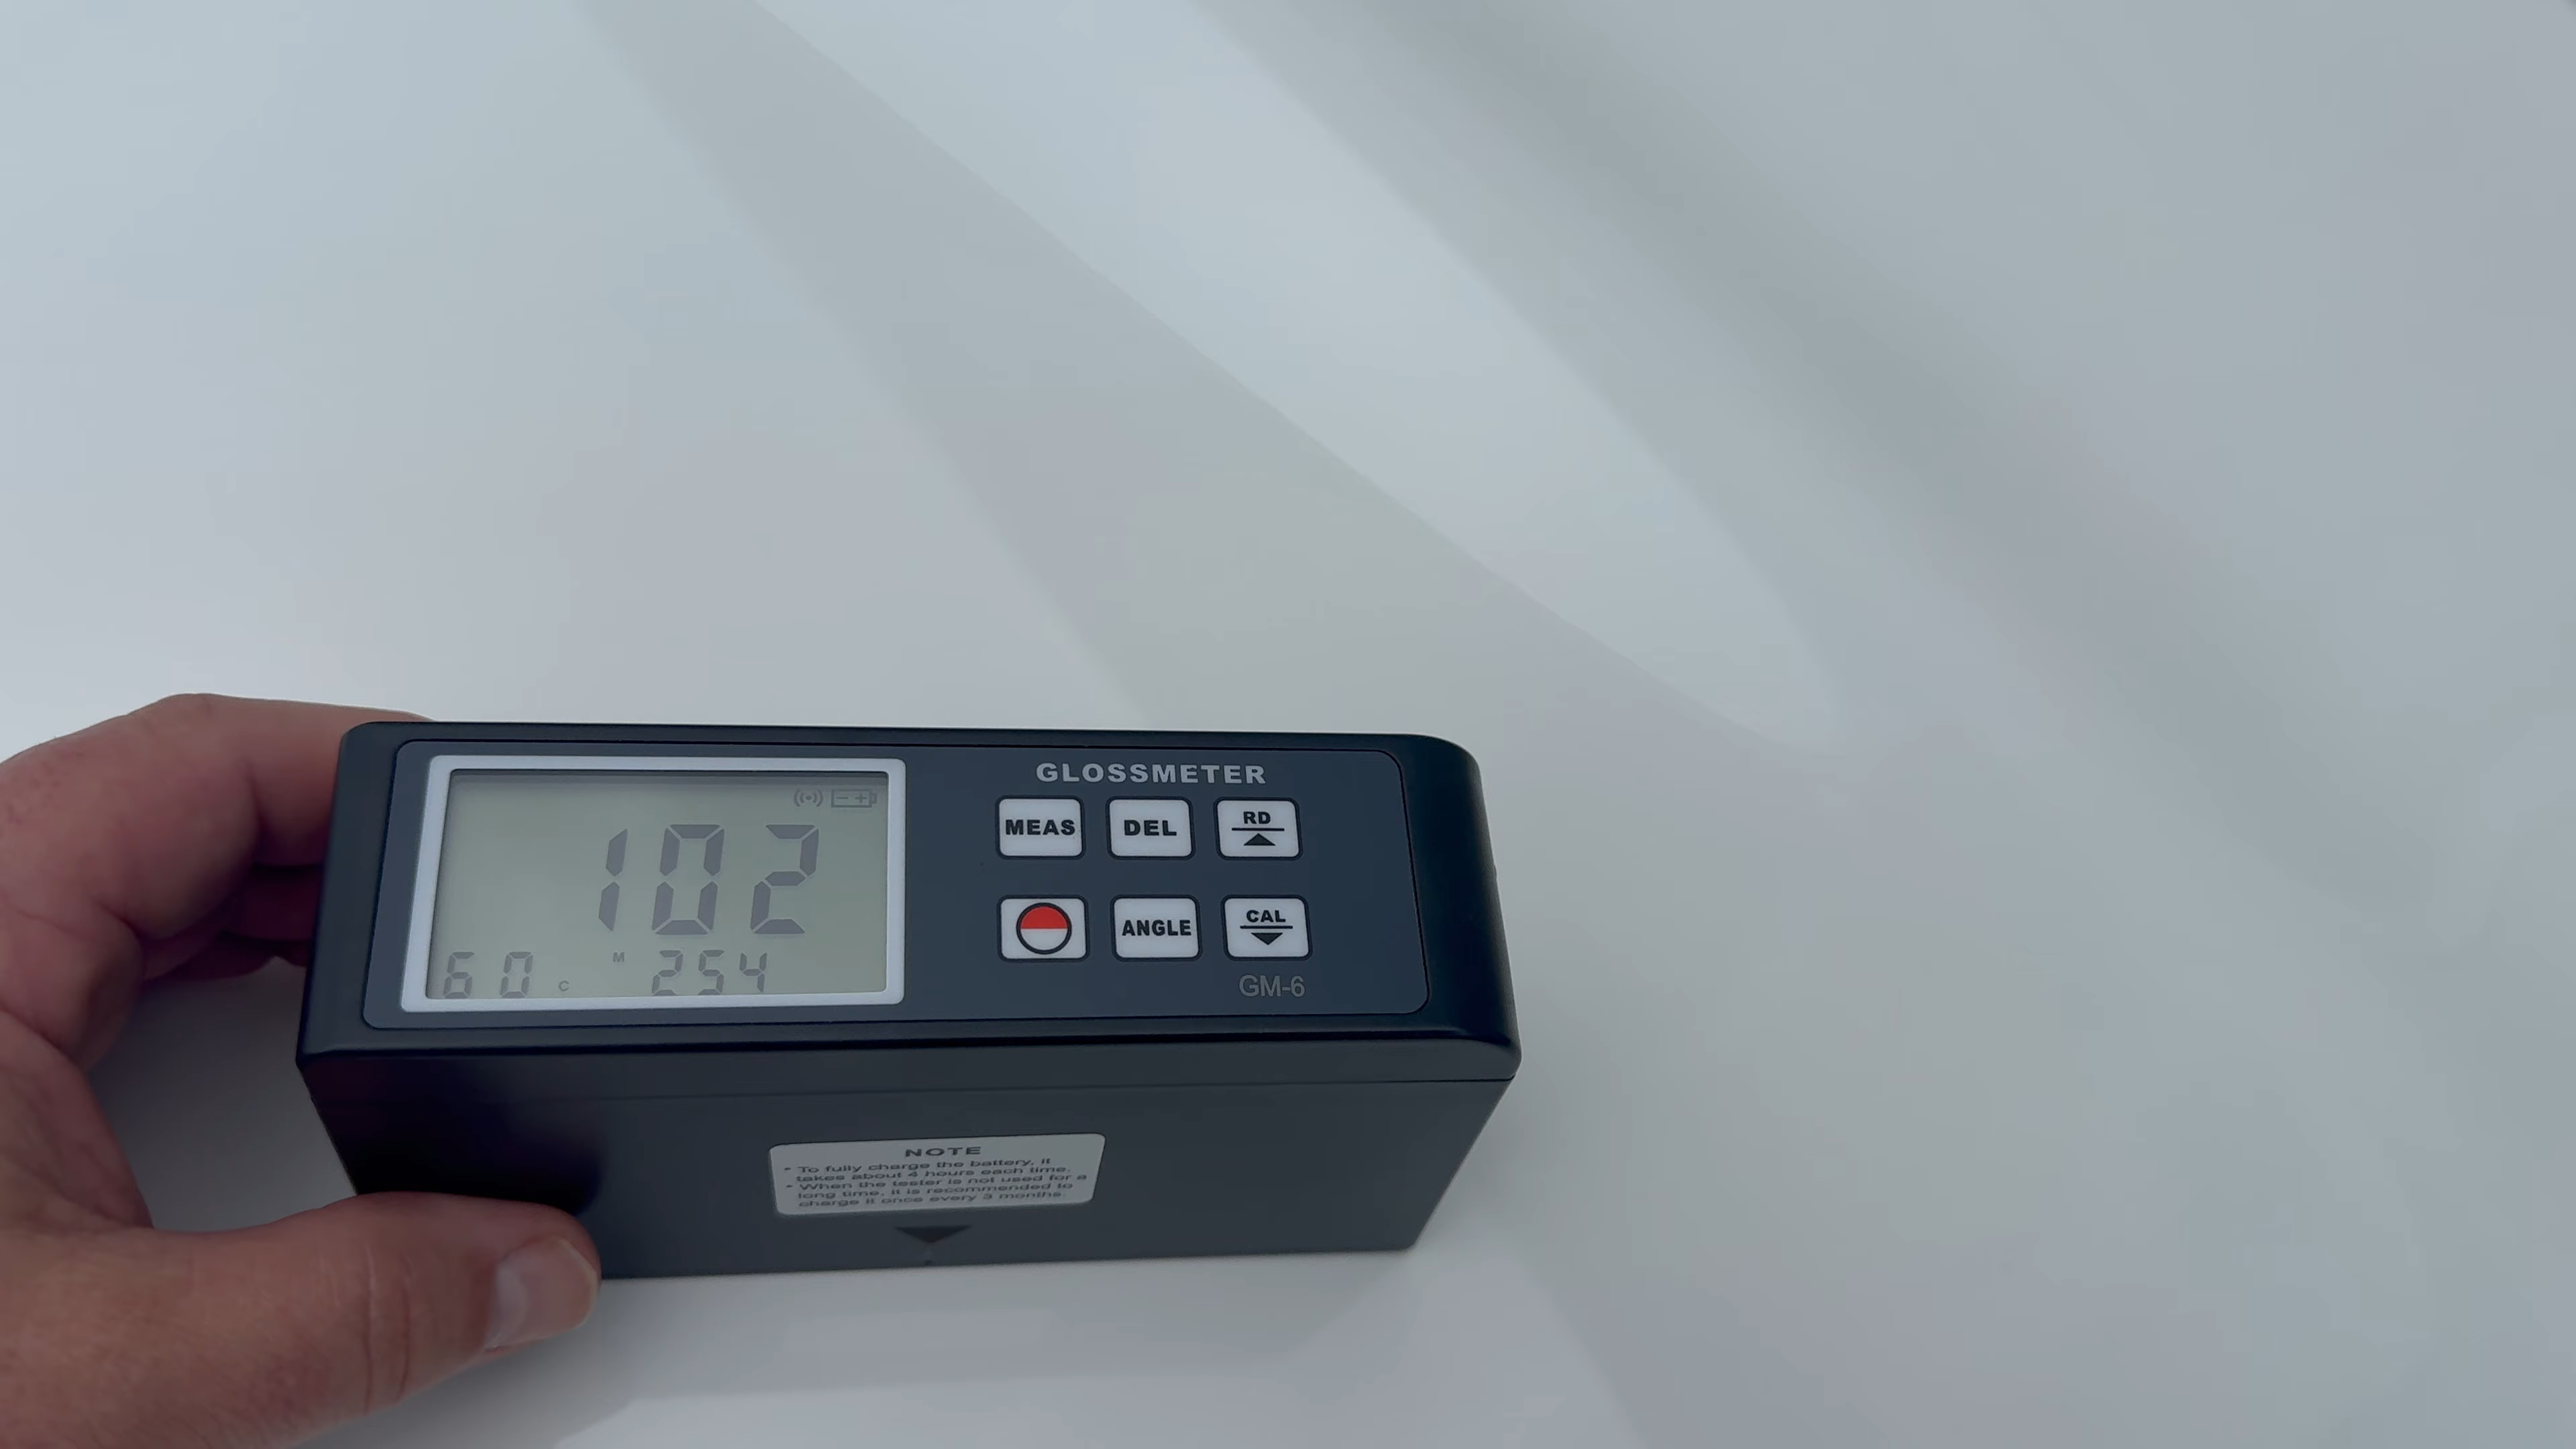 GLOSSMETER
MEAS DEL RD
ANGLE CAL
GM-6
102
60 C M 254
NOTE
• To fully charge the battery, it
takes about 4 hours each time.
• When the tester is not used for a
long time, it is recommended to
charge it once every 3 months.